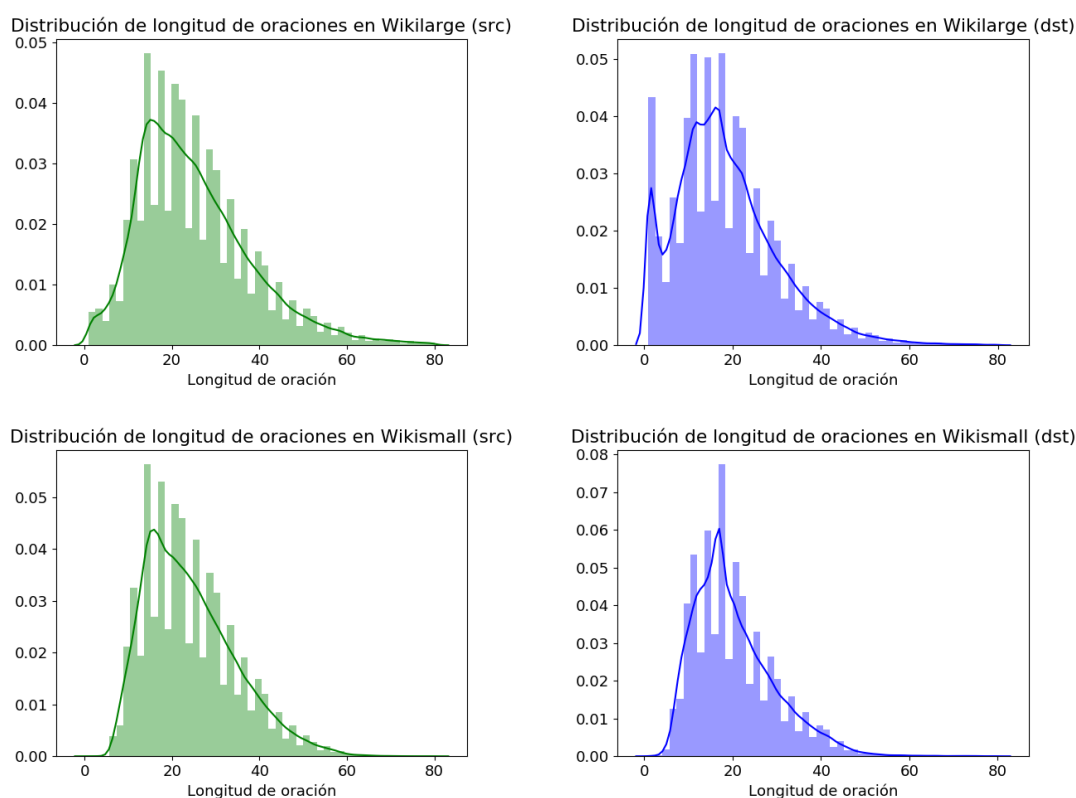 Distribución de longitud de oraciones en Wikilarge (src)
0.05
0.04
0.03
0.02
0.01
0.00
0 20 40 60 80
Longitud de oración
Distribución de longitud de oraciones en Wikilarge (dst)
0.05
0.04
0.03
0.02
0.01
0.00
0 20 40 60 80
Longitud de oración
Distribución de longitud de oraciones en Wikismall (src)
0.05
0.04
0.03
0.02
0.01
0.00
0 20 40 60 80
Longitud de oración
Distribución de longitud de oraciones en Wikismall (dst)
0.08
0.07
0.06
0.05
0.04
0.03
0.02
0.01
0.00
0 20 40 60 80
Longitud de oración